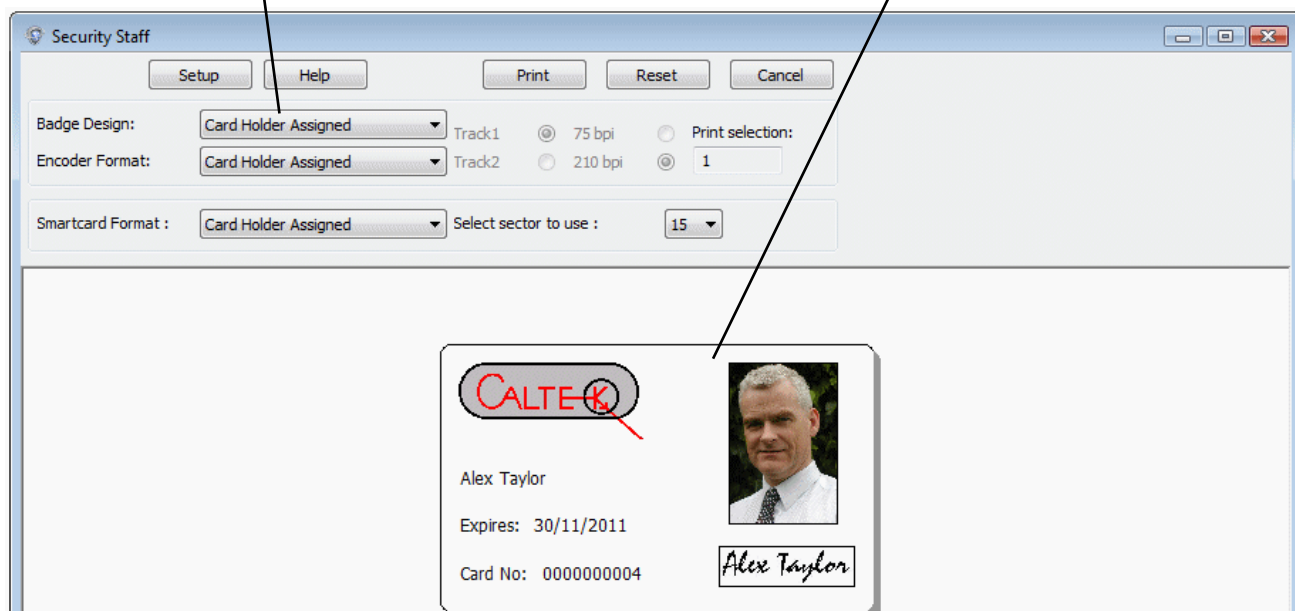 Security Staff
Setup Help Print Reset Cancel
Badge Design: Card Holder Assigned Track1 75 bpi Print selection:
Encoder Format: Card Holder Assigned Track2 210 bpi 1
Smartcard Format : Card Holder Assigned Select sector to use : 15
CALTEK
Alex Taylor
Expires: 30/11/2011
Card No: 0000000004
Alex Taylor